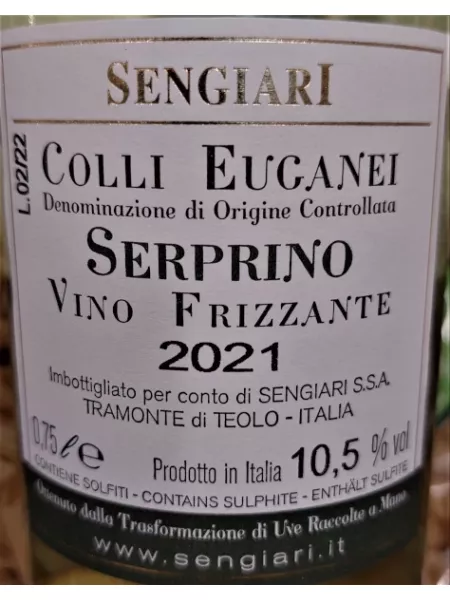 SENGIARI
L.02/22
COLLI EUGANEI
Denominazione di Origine Controllata
SERPRINO
VINO FRIZZANTE
2021
Imbottigliato per conto di SENGIARI S.S.A.
TRAMONTE di TEOLO - ITALIA
0,75 l e Prodotto in Italia 10,5 % vol
CONTIENE SOLFITI - CONTAINS SULPHITE - ENTHÄLT SULFITE
Ottenuto dalla Trasformazione di Uve Raccolte a Mano
www.sengiari.it